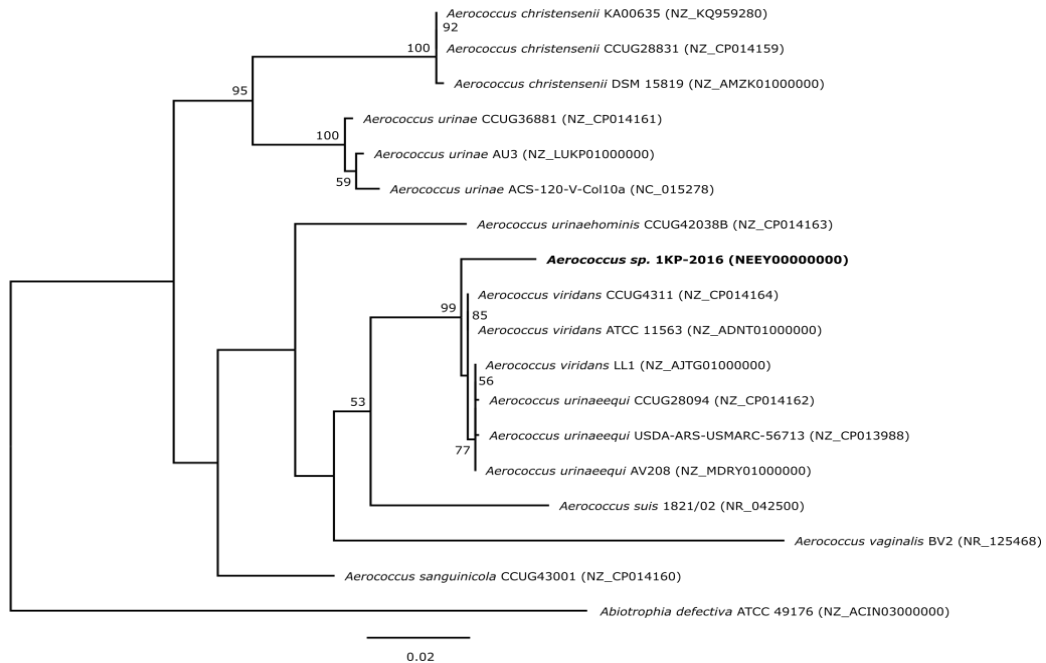 Aerococcus christensenii KA00635 (NZ_KQ959280)
92
100
Aerococcus christensenii CCUG28831 (NZ_CP014159)
Aerococcus christensenii DSM 15819 (NZ_AMZK01000000)
95
Aerococcus urinae CCUG36881 (NZ_CP014161)
100
Aerococcus urinae AU3 (NZ_LUKP01000000)
59
Aerococcus urinae ACS-120-V-Col10a (NC_015278)
Aerococcus urinaehominis CCUG42038B (NZ_CP014163)
Aerococcus sp. 1KP-2016 (NEEY00000000)
Aerococcus viridans CCUG4311 (NZ_CP014164)
99
85
Aerococcus viridans ATCC 11563 (NZ_ADNT01000000)
Aerococcus viridans LL1 (NZ_AJTG01000000)
56
53
Aerococcus urinaeequi CCUG28094 (NZ_CP014162)
Aerococcus urinaeequi USDA-ARS-USMARC-56713 (NZ_CP013988)
77
Aerococcus urinaeequi AV208 (NZ_MDRY01000000)
Aerococcus suis 1821/02 (NR_042500)
Aerococcus vaginalis BV2 (NR_125468)
Aerococcus sanguinicola CCUG43001 (NZ_CP014160)
Abiotrophia defectiva ATCC 49176 (NZ_ACIN03000000)
0.02